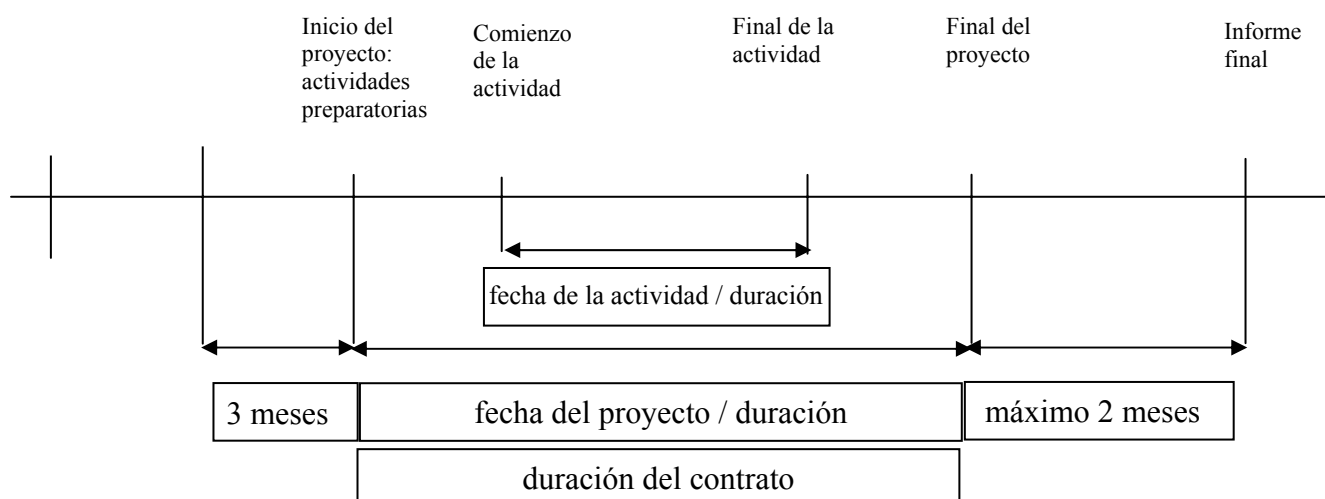 Inicio del
proyecto:
actividades
preparatorias
Comienzo
de la
actividad
Final de la
actividad
Final del
proyecto
Informe
final
fecha de la actividad / duración
3 meses
fecha del proyecto / duración
máximo 2 meses
duración del contrato